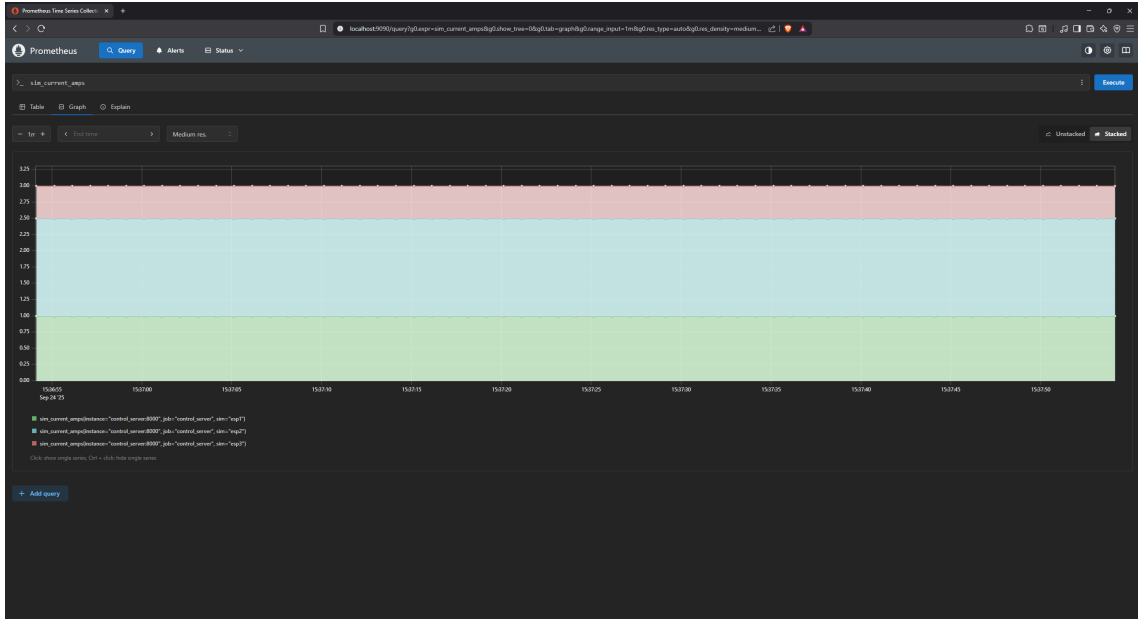 Prometheus Time Series Collecti
localhost:9090/query?g0.expr=sim_current_amps&g0.show_tree=0&g0.tab=graph&g0.range_input=1m&g0.res_type=auto&g0.res_density=medium...
Prometheus Query Alerts Status
>_ sim_current_amps Execute
Table Graph Explain
End time Medium res. Unstacked Stacked
3.25
3.00
2.75
2.50
2.25
2.00
1.75
1.50
1.25
1.00
0.75
0.50
0.25
0.00
15:36:55 15:37:00 15:37:05 15:37:10 15:37:15 15:37:20 15:37:25 15:37:30 15:37:35 15:37:40 15:37:45 15:37:50
Sep 24 '25
sim_current_amps{instance="control_server:8000", job="control_server", sim="esp1"}
sim_current_amps{instance="control_server:8000", job="control_server", sim="esp2"}
sim_current_amps{instance="control_server:8000", job="control_server", sim="esp3"}
Click: show single series, Ctrl + click: hide single series
+ Add query